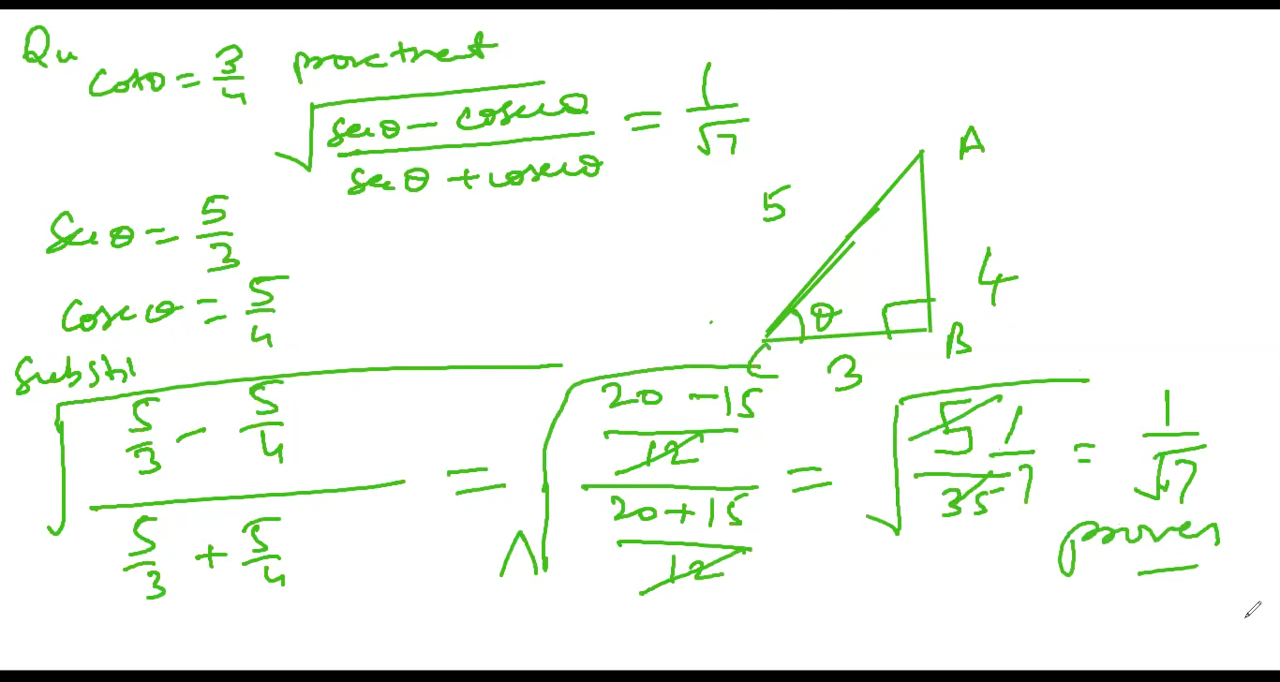 Qu cotθ = 3/4 prove that
√((secθ − cosecθ)/(secθ + cosecθ)) = 1/√7
A
5
secθ = 5/3
4
cosecθ = 5/4
θ
B
C
3
Substi
√((5/3 − 5/4)/(5/3 + 5/4)) = √(((20 − 15)/12)/((20 + 15)/12)) = √(5/35) 1/7 = 1/√7
proven